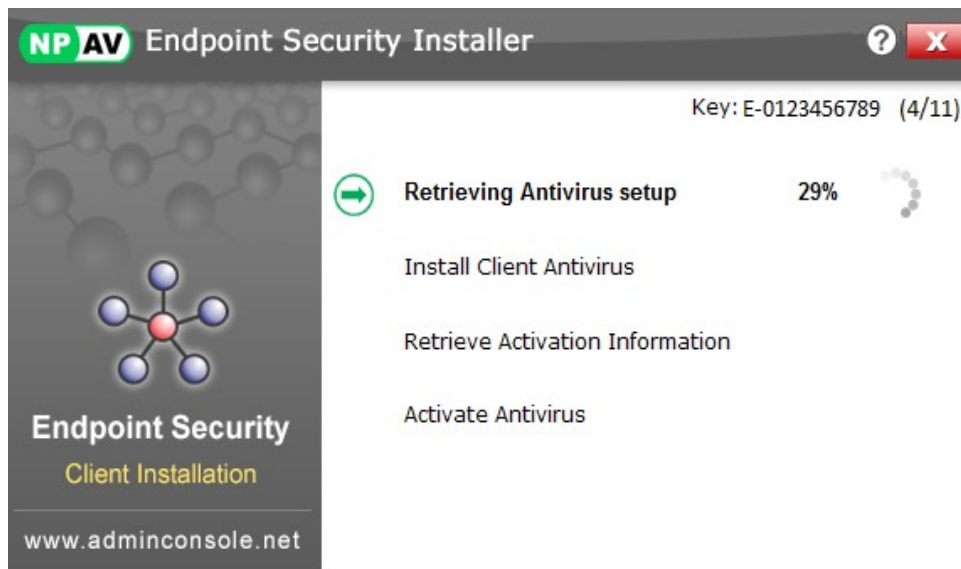 NP AV Endpoint Security Installer ? X
Key: E-0123456789 (4/11)
Retrieving Antivirus setup 29%
Install Client Antivirus
Retrieve Activation Information
Activate Antivirus
Endpoint Security
Client Installation
www.adminconsole.net